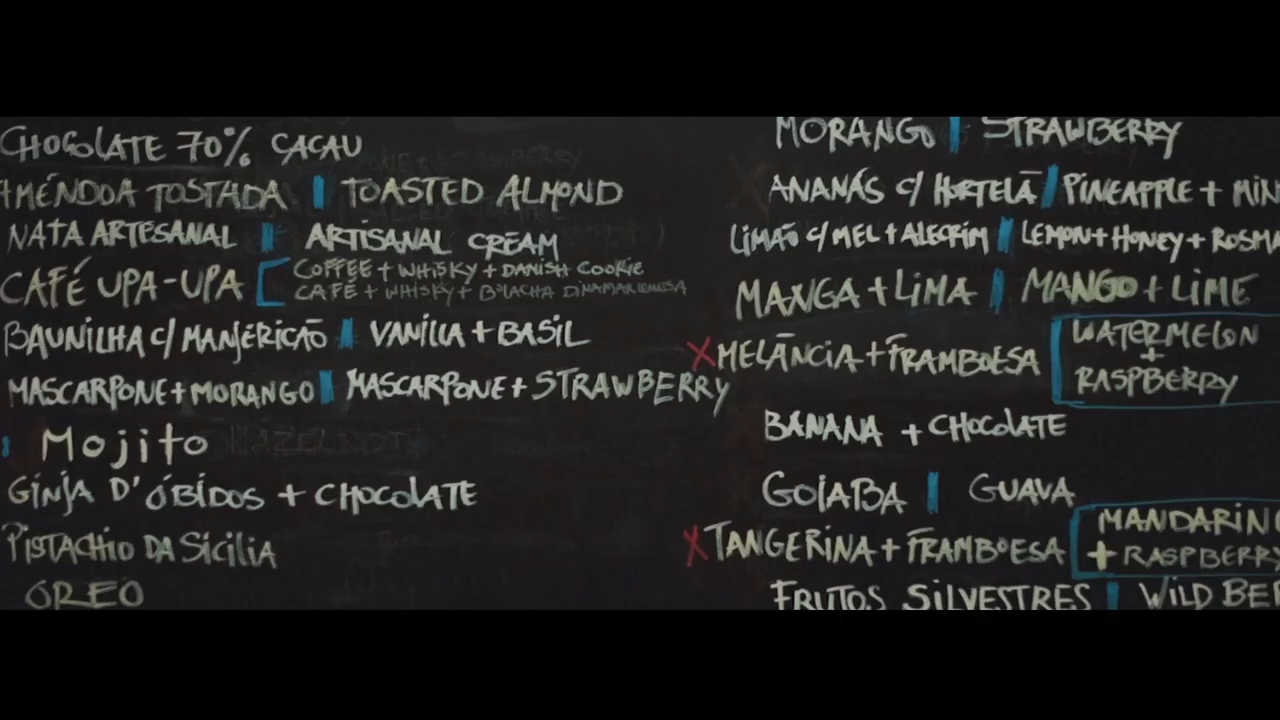 CHOCOLATE 70% CACAU
AMÉNDOA TOSTADA | TOASTED ALMOND
NATA ARTESANAL | ARTISANAL CREAM
CAFÉ UPA-UPA [ COFFEE + WHISKY + DANISH COOKIE
CAFÉ + WHISKY + BOLACHA DINAMARQUESA
BAUNILHA C/ MANJERICÃO | VANILLA + BASIL
MASCARPONE + MORANGO | MASCARPONE + STRAWBERRY
MOJITO
GINJA D'ÓBIDOS + CHOCOLATE
PISTACHIO DA SICILIA
OREO
MORANGO | STRAWBERRY
ANANÁS C/ HORTELÃ | PINEAPPLE + MIN
LIMÃO C/ MEL + ALECRIM | LEMON + HONEY + ROSMA
MANGA + LIMA | MANGO + LIME
X MELÂNCIA + FRAMBOESA
WATERMELON
+
RASPBERRY
BANANA + CHOCOLATE
GOIABA | GUAVA
X TANGERINA + FRAMBOESA
MANDARIN
+ RASPBERRY
FRUTOS SILVESTRES | WILD BER